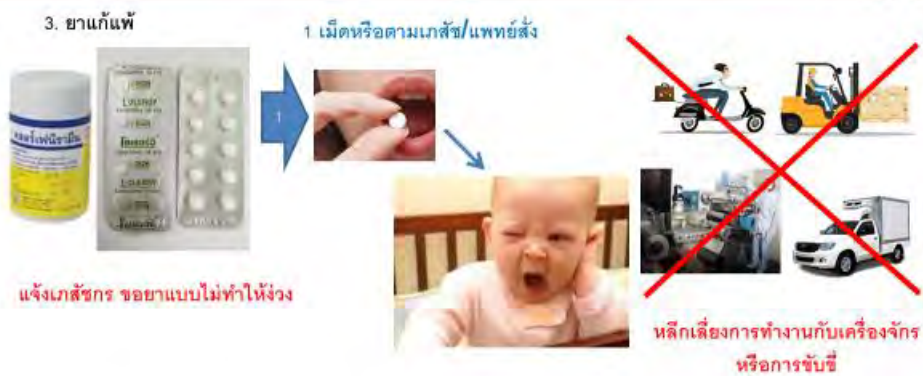 3. ยาแก้แพ้
1 เม็ดหรือตามเภสัช/แพทย์สั่ง
1
คลอร์เฟนิรามีน
แจ้งเภสัชกร ขอยาแบบไม่ทำให้ง่วง
หลีกเลี่ยงการทำงานกับเครื่องจักร
หรือการขับขี่